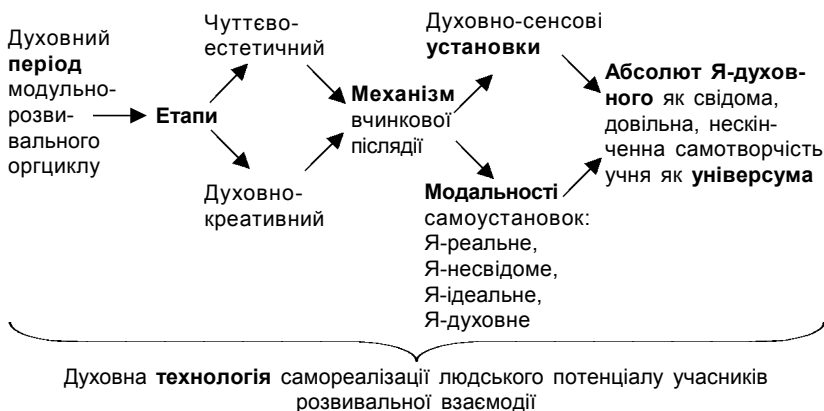 Духовний
період
модульно-
розви-
вального
оргциклу
Етапи
Чуттєво-
естетичний
Духовно-
креативний
Механізм
вчинкової
післядії
Духовно-сенсові
установки
Модальності
самоустановок:
Я-реальне,
Я-несвідоме,
Я-ідеальне,
Я-духовне
Абсолют Я-духов-
ного як свідома,
довільна, нескін-
ченна самотворчість
учня як універсума
Духовна технологія самореалізації людського потенціалу учасників
розвивальної взаємодії